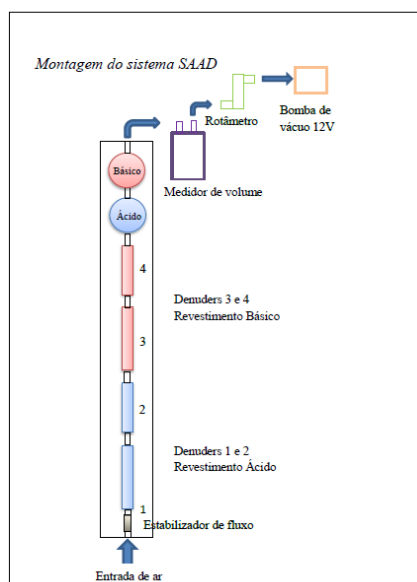 Montagem do sistema SAAD
Rotâmetro
Bomba de
vácuo 12V
Medidor de volume
Básico
Ácido
4
Denuders 3 e 4
Revestimento Básico
3
2
Denuders 1 e 2
Revestimento Ácido
1
Estabilizador de fluxo
Entrada de ar